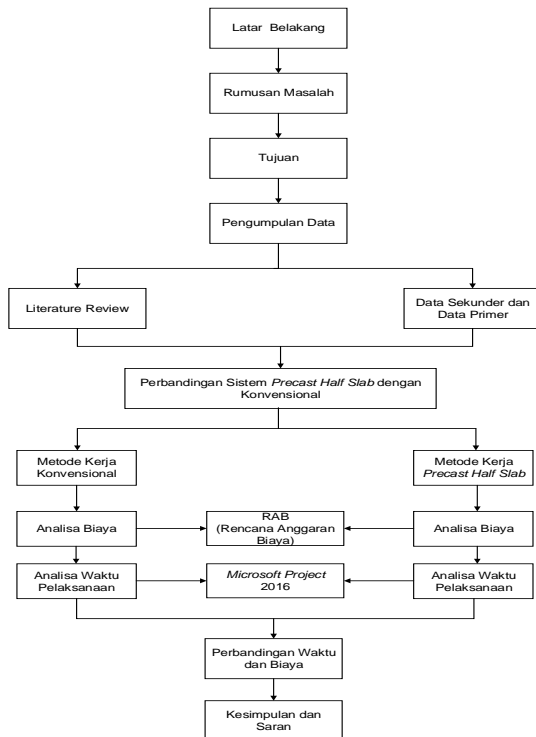 Latar Belakang
Rumusan Masalah
Tujuan
Pengumpulan Data
Literature Review
Data Sekunder dan
Data Primer
Perbandingan Sistem Precast Half Slab dengan
Konvensional
Metode Kerja
Konvensional
Metode Kerja
Precast Half Slab
Analisa Biaya
RAB
(Rencana Anggaran
Biaya)
Analisa Biaya
Analisa Waktu
Pelaksanaan
Microsoft Project
2016
Analisa Waktu
Pelaksanaan
Perbandingan Waktu
dan Biaya
Kesimpulan dan
Saran